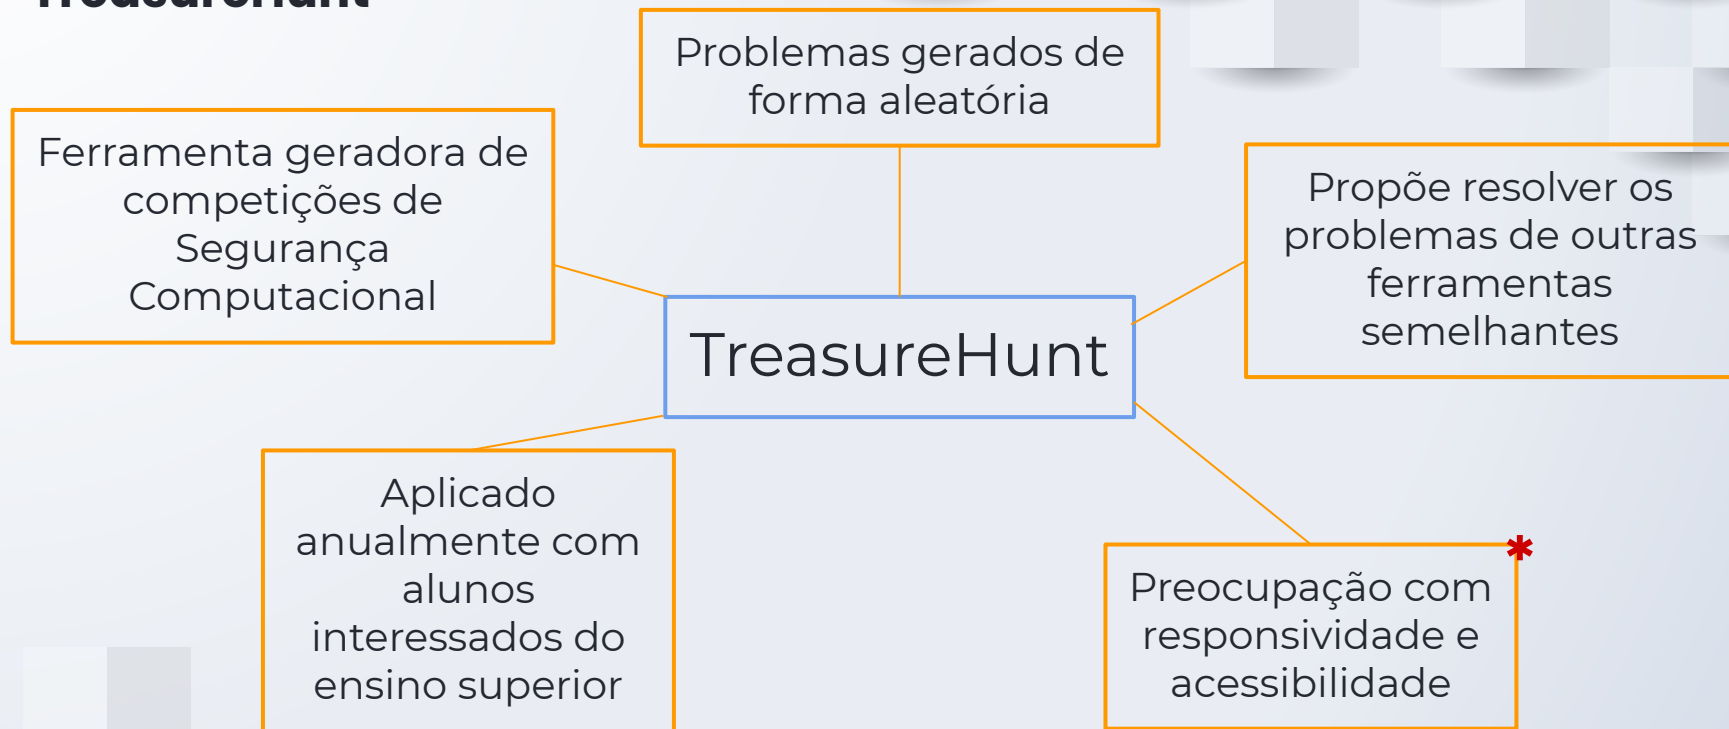 TreasureHunt
Problemas gerados de
forma aleatória
Ferramenta geradora de
competições de
Segurança
Computacional
Propõe resolver os
problemas de outras
ferramentas
semelhantes
TreasureHunt
Aplicado
anualmente com
alunos
interessados do
ensino superior
*
Preocupação com
responsividade e
acessibilidade